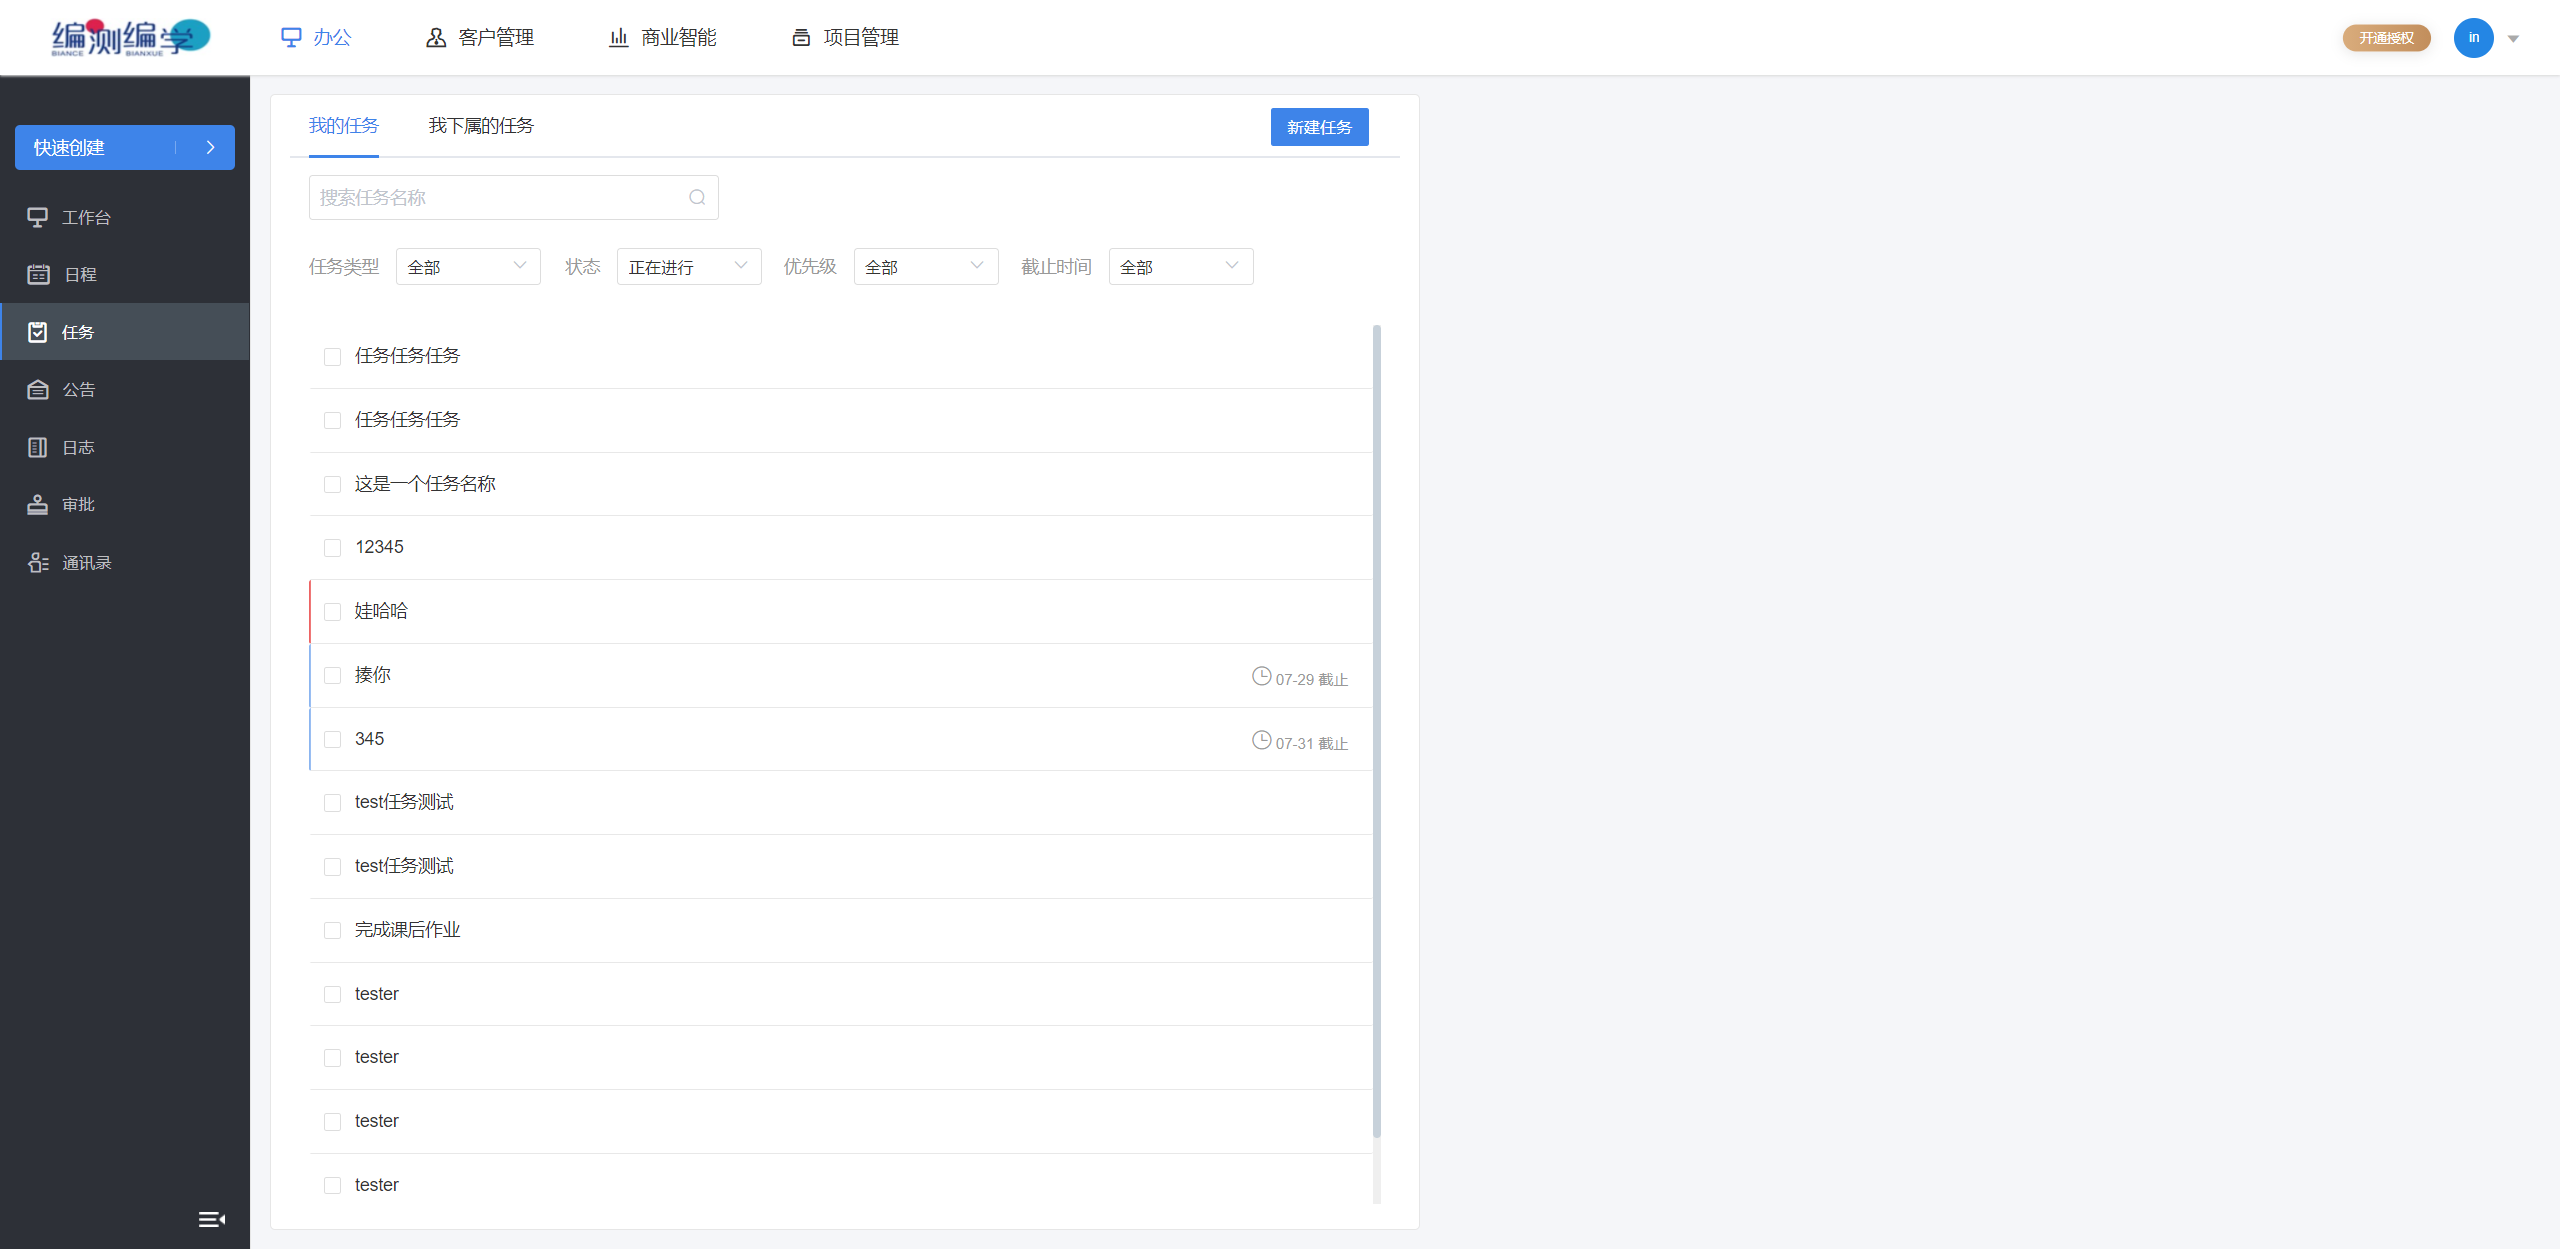 编测编学
BIANCE BIANXUE
办公 客户管理 商业智能 项目管理
开通授权 in
快速创建
工作台
日程
任务
公告
日志
审批
通讯录
我的任务 我下属的任务 新建任务
搜索任务名称
任务类型 全部 状态 正在进行 优先级 全部 截止时间 全部
任务任务任务
任务任务任务
这是一个任务名称
12345
娃哈哈
揍你 07-29 截止
345 07-31 截止
test任务测试
test任务测试
完成课后作业
tester
tester
tester
tester